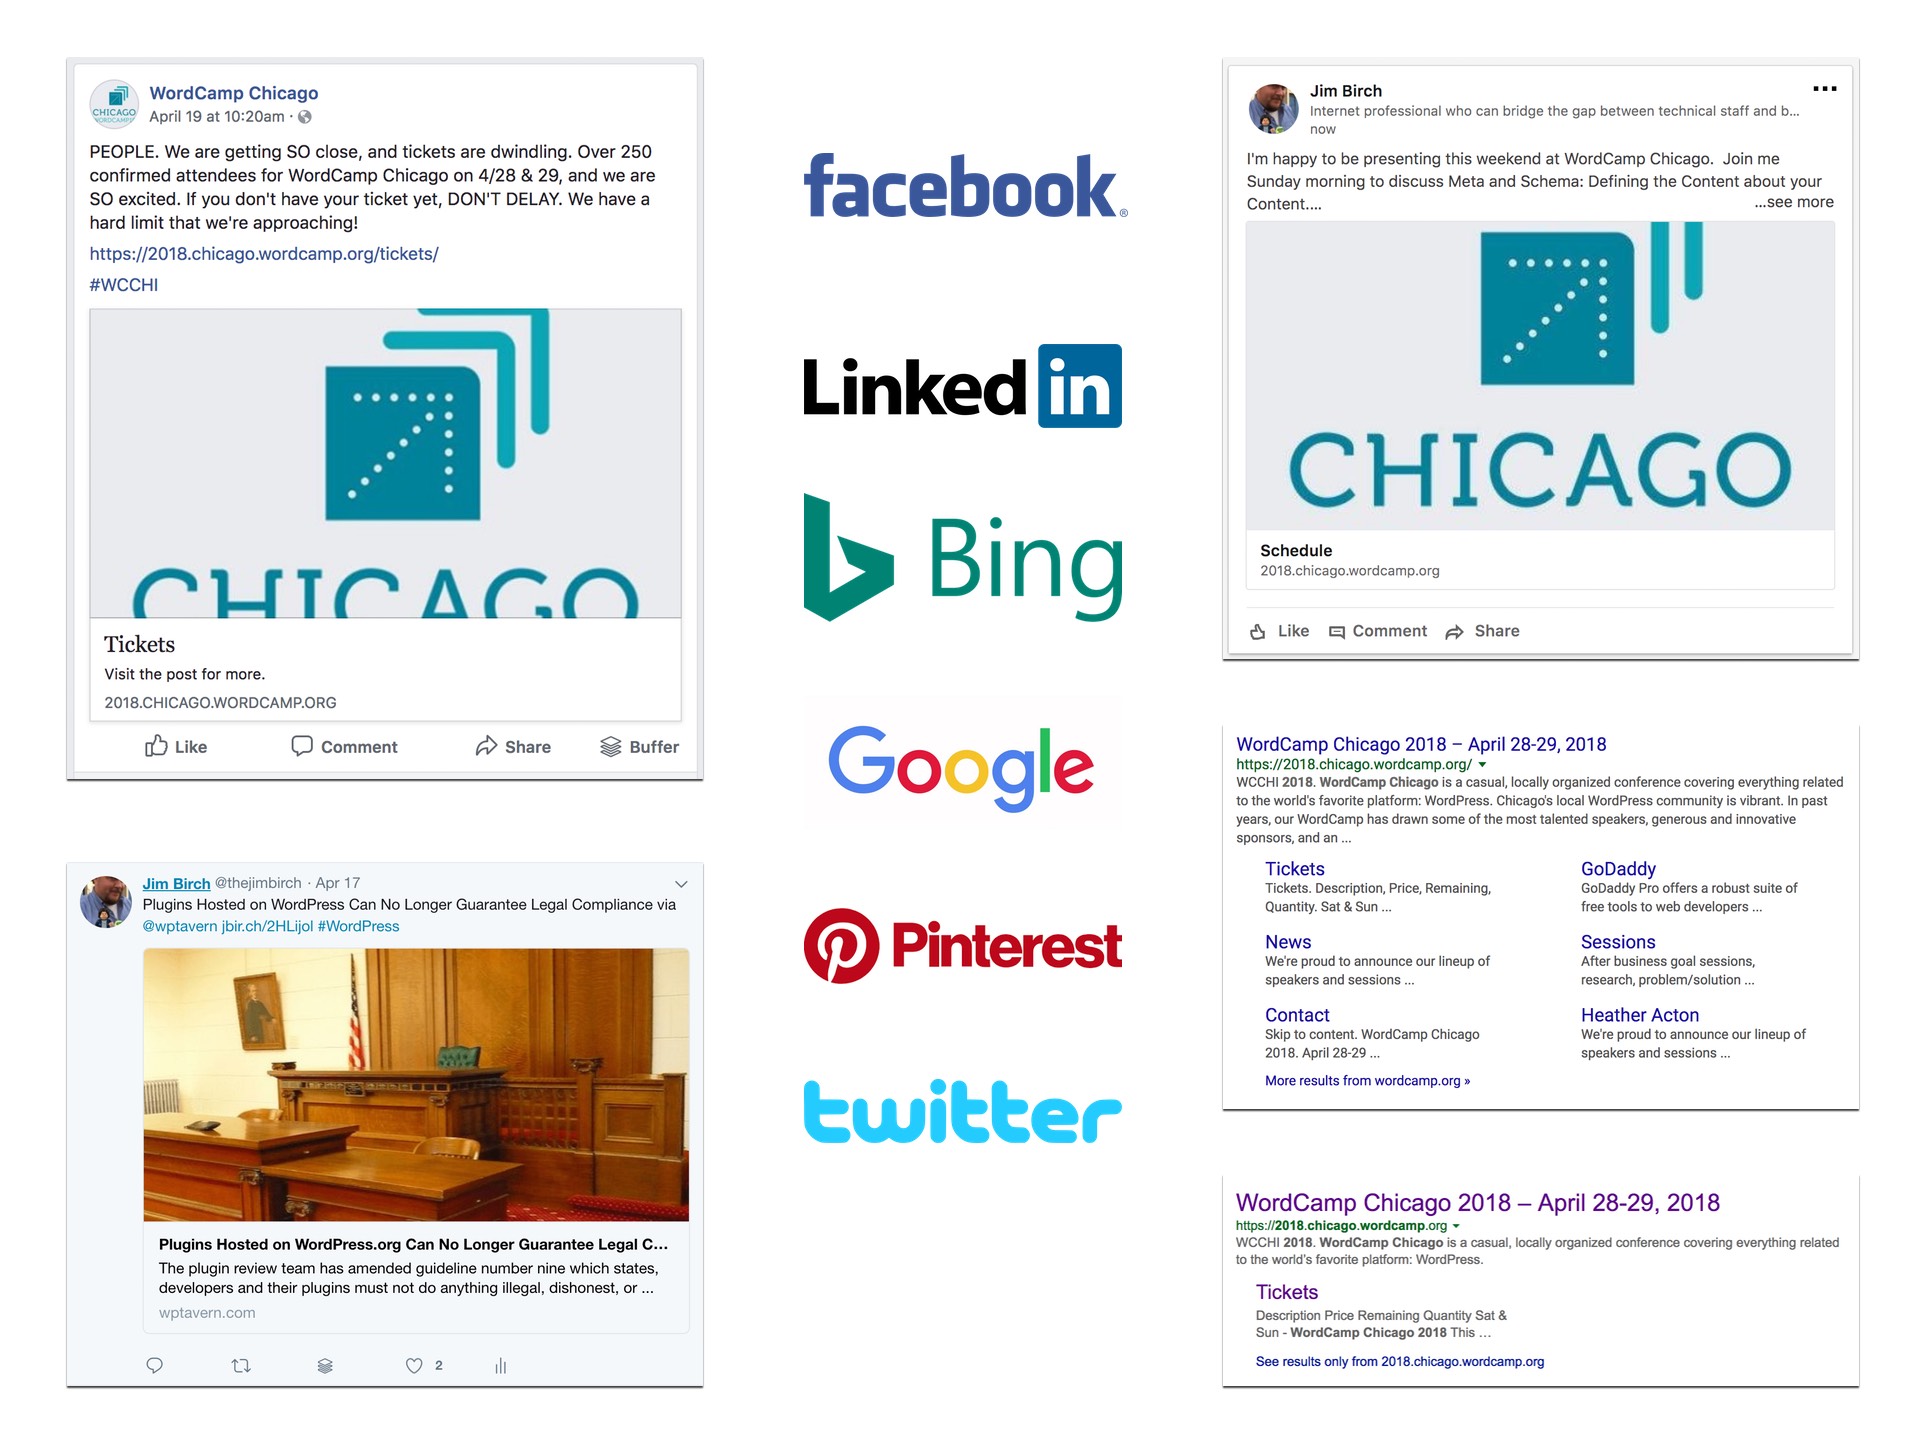 CHICAGO
WORDCAMP
WordCamp Chicago
April 19 at 10:20am ·
PEOPLE. We are getting SO close, and tickets are dwindling. Over 250
confirmed attendees for WordCamp Chicago on 4/28 & 29, and we are
SO excited. If you don't have your ticket yet, DON'T DELAY. We have a
hard limit that we're approaching!
https://2018.chicago.wordcamp.org/tickets/
#WCCHI
CHICAGO
Tickets
Visit the post for more.
2018.CHICAGO.WORDCAMP.ORG
Like Comment Share Buffer
Jim Birch @thejimbirch · Apr 17
Plugins Hosted on WordPress Can No Longer Guarantee Legal Compliance via
@wptavern jbir.ch/2HLijol #WordPress
Plugins Hosted on WordPress.org Can No Longer Guarantee Legal C...
The plugin review team has amended guideline number nine which states,
developers and their plugins must not do anything illegal, dishonest, or ...
wptavern.com
2
facebook®
Linked in
Bing
Google
Pinterest
twitter
Jim Birch
Internet professional who can bridge the gap between technical staff and b...
now
I'm happy to be presenting this weekend at WordCamp Chicago. Join me
Sunday morning to discuss Meta and Schema: Defining the Content about your
Content.... ...see more
CHICAGO
Schedule
2018.chicago.wordcamp.org
Like Comment Share
WordCamp Chicago 2018 – April 28-29, 2018
https://2018.chicago.wordcamp.org/
WCCHI 2018. WordCamp Chicago is a casual, locally organized conference covering everything related
to the world's favorite platform: WordPress. Chicago's local WordPress community is vibrant. In past
years, our WordCamp has drawn some of the most talented speakers, generous and innovative
sponsors, and an ...
Tickets
Tickets. Description, Price, Remaining,
Quantity. Sat & Sun ...
GoDaddy
GoDaddy Pro offers a robust suite of
free tools to web developers ...
News
We're proud to announce our lineup of
speakers and sessions ...
Sessions
After business goal sessions,
research, problem/solution ...
Contact
Skip to content. WordCamp Chicago
2018. April 28-29 ...
Heather Acton
We're proud to announce our lineup of
speakers and sessions ...
More results from wordcamp.org »
WordCamp Chicago 2018 – April 28-29, 2018
https://2018.chicago.wordcamp.org
WCCHI 2018. WordCamp Chicago is a casual, locally organized conference covering everything related
to the world's favorite platform: WordPress.
Tickets
Description Price Remaining Quantity Sat &
Sun - WordCamp Chicago 2018 This ...
See results only from 2018.chicago.wordcamp.org